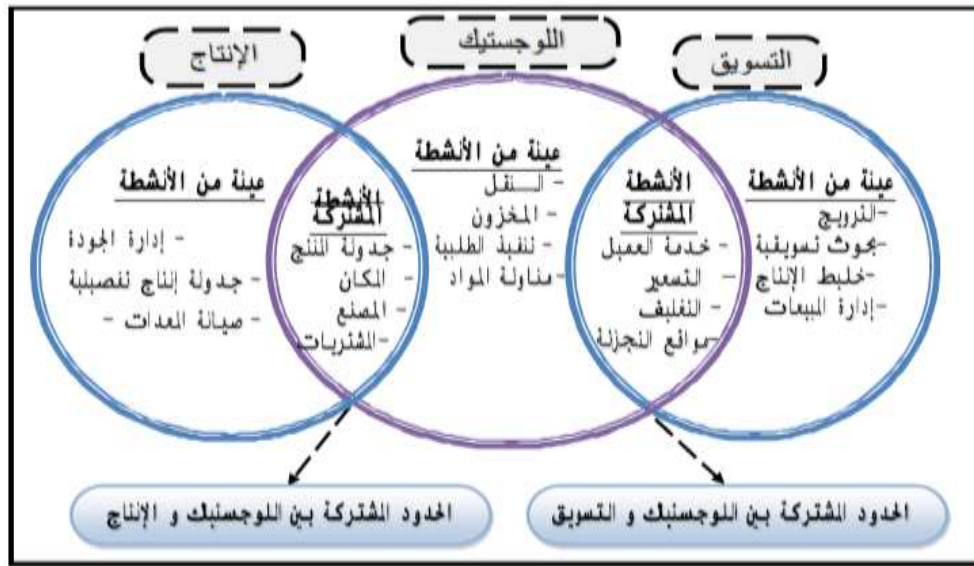 التسويق
اللوجستيك
الإنتاج
عينة من الأنشطة
-الترويج
-بحوث تسويقية
-خليط الإنتاج
-إدارة المبيعات
الأنشطة
المشتركة
- خدمة العميل
- التسعير
- التغليف
-مواقع التجزئة
عينة من الأنشطة
- النقل
- المخزون
- تنفيذ الطلبية
-مناولة المواد
الأنشطة
المشتركة
- جدولة المنتج
- المكان
- المصنع
-المشتريات
عينة من الأنشطة
- إدارة الجودة
- جدولة إنتاج تفصيلية
- صيانة المعدات -
الحدود المشتركة بين اللوجستيك و التسويق
الحدود المشتركة بين اللوجستيك و الإنتاج